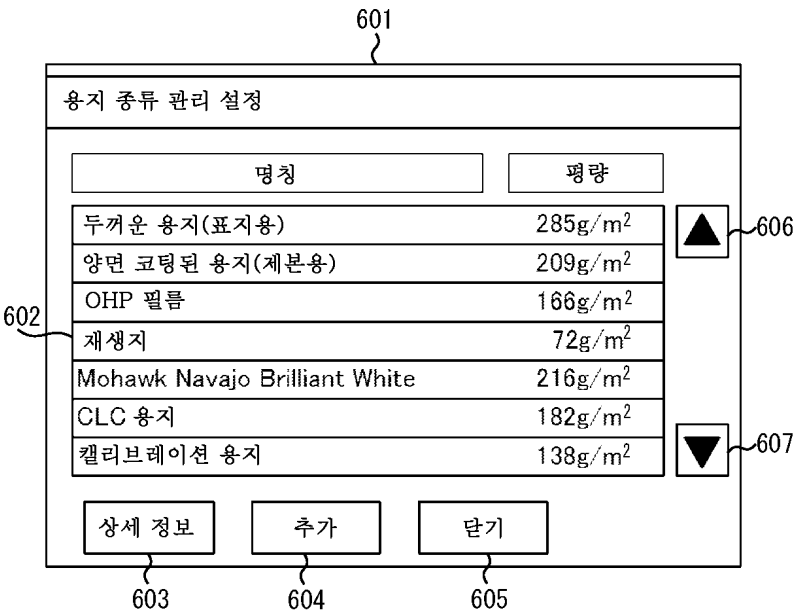 601
용지 종류 관리 설정
명칭 평량
두꺼운 용지(표지용) 285g/m²
606
양면 코팅된 용지(제본용) 209g/m²
OHP 필름 166g/m²
602
재생지 72g/m²
Mohawk Navajo Brilliant White 216g/m²
CLC 용지 182g/m²
607
캘리브레이션 용지 138g/m²
상세 정보 추가 닫기
603 604 605